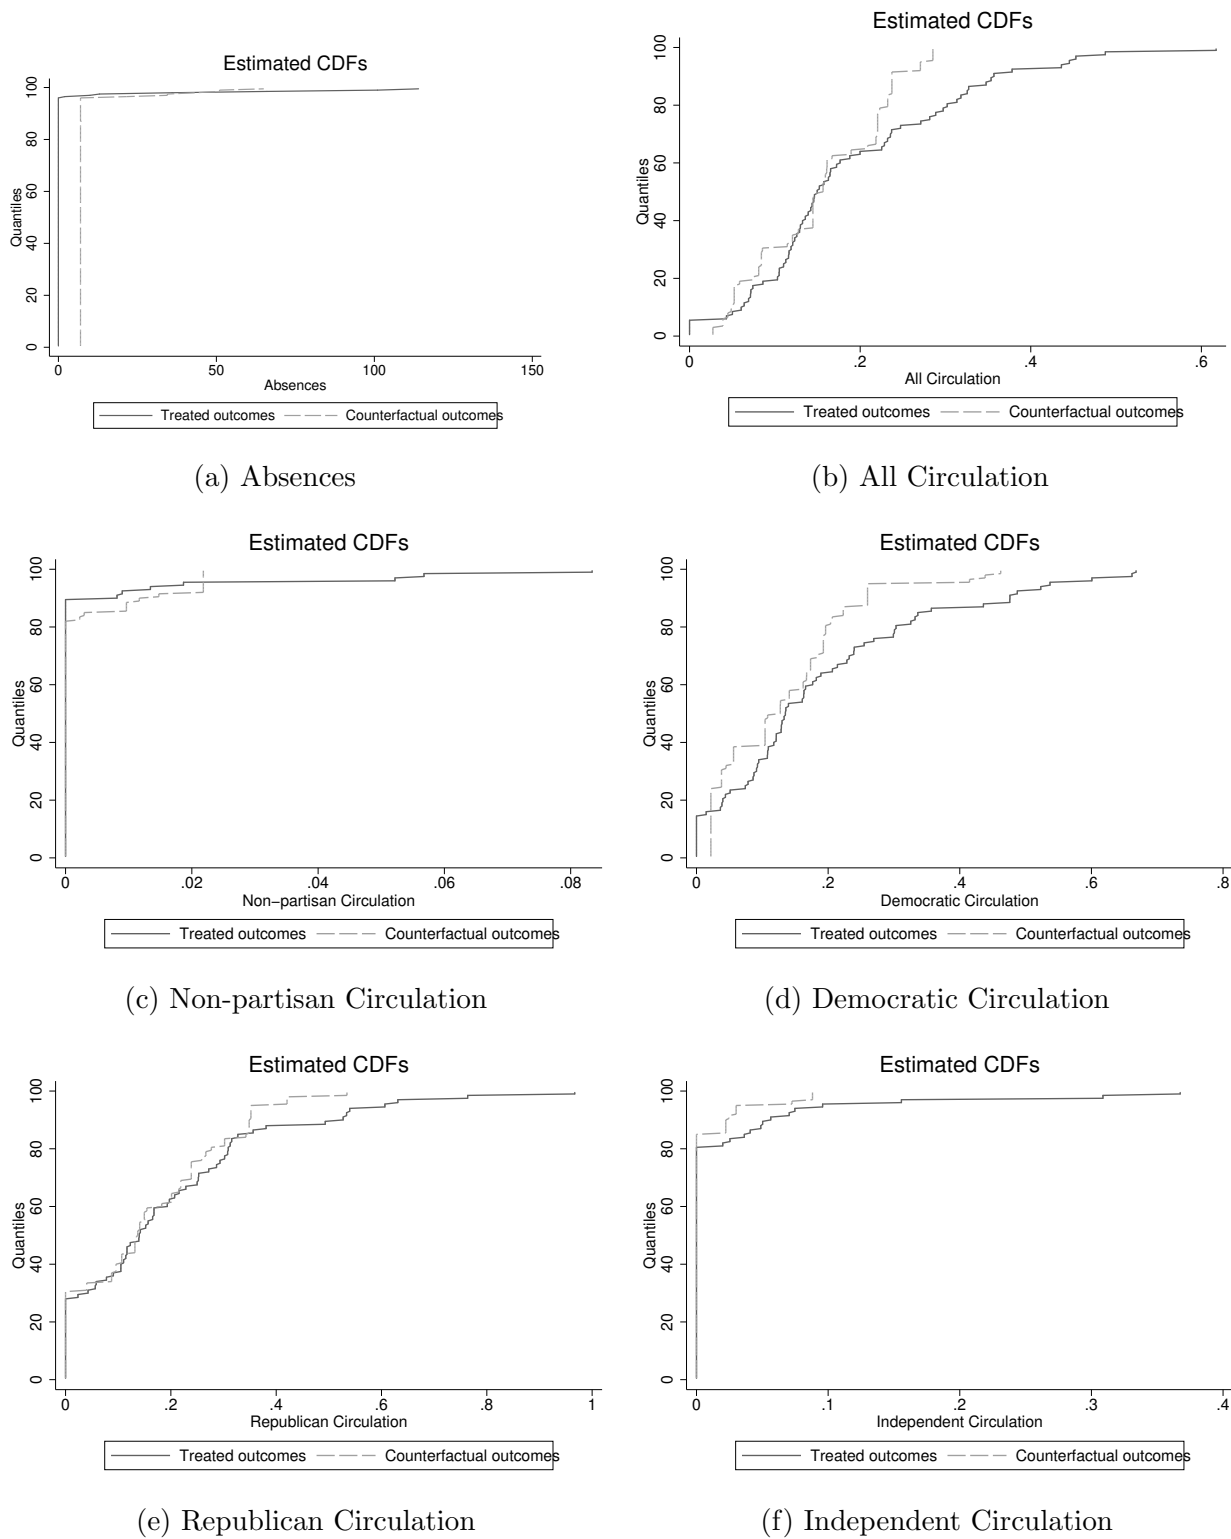 Estimated CDFs
Quantiles
0 20 40 60 80 100
0 50 100 150
Absences
Treated outcomes Counterfactual outcomes
(a) Absences
Estimated CDFs
Quantiles
0 20 40 60 80 100
0 .2 .4 .6
All Circulation
Treated outcomes Counterfactual outcomes
(b) All Circulation
Estimated CDFs
Quantiles
0 20 40 60 80 100
0 .02 .04 .06 .08
Non−partisan Circulation
Treated outcomes Counterfactual outcomes
(c) Non-partisan Circulation
Estimated CDFs
Quantiles
0 20 40 60 80 100
0 .2 .4 .6 .8
Democratic Circulation
Treated outcomes Counterfactual outcomes
(d) Democratic Circulation
Estimated CDFs
Quantiles
0 20 40 60 80 100
0 .2 .4 .6 .8 1
Republican Circulation
Treated outcomes Counterfactual outcomes
(e) Republican Circulation
Estimated CDFs
Quantiles
0 20 40 60 80 100
0 .1 .2 .3 .4
Independent Circulation
Treated outcomes Counterfactual outcomes
(f) Independent Circulation